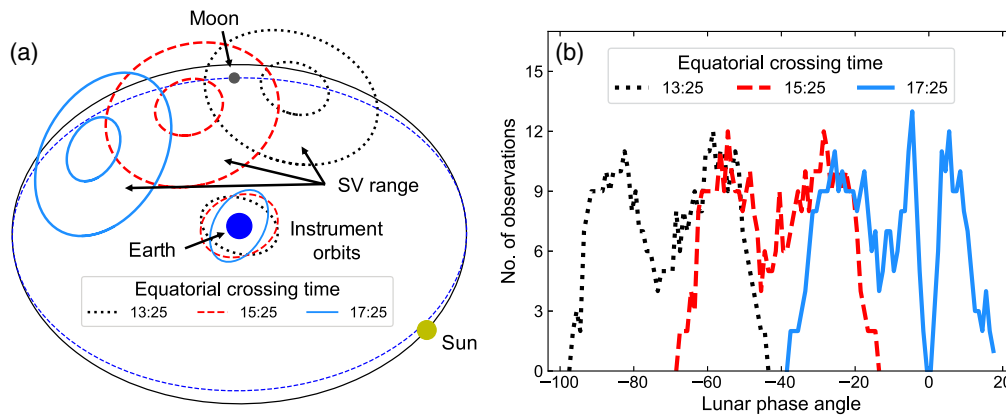 (a)
Moon
SV range
Earth
Instrument
orbits
Equatorial crossing time
13:25 15:25 17:25
Sun
(b)
Equatorial crossing time
13:25 15:25 17:25
No. of observations
15
12
9
6
3
0
−100 −80 −60 −40 −20 0 20
Lunar phase angle